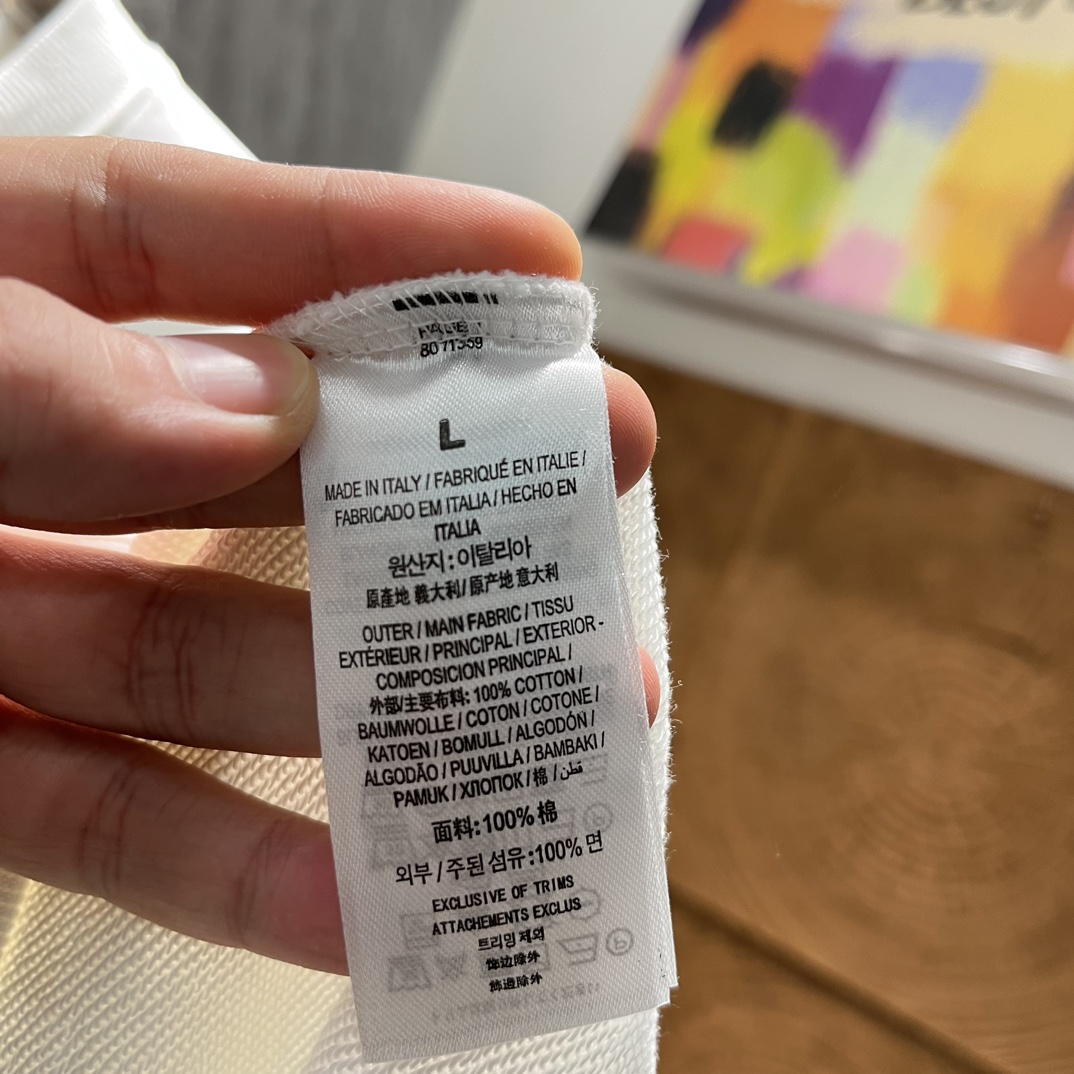 8071359
L
MADE IN ITALY / FABRIQUÉ EN ITALIE /
FABRICADO EM ITALIA / HECHO EN
ITALIA
원산지 : 이탈리아
原產地 義大利/ 原产地 意大利
OUTER / MAIN FABRIC / TISSU
EXTÉRIEUR / PRINCIPAL / EXTERIOR -
COMPOSICION PRINCIPAL /
外部/主要布料: 100% COTTON /
BAUMWOLLE / COTON / COTONE /
KATOEN / BOMULL / ALGODÓN /
ALGODÃO / PUUVILLA / BAMBAKI /
PAMUK / ХЛОПОК / 棉 / قطن
面料: 100% 棉
외부 / 주된 섬유 : 100% 면
EXCLUSIVE OF TRIMS
ATTACHEMENTS EXCLUS
트리밍 제외
饰边除外
飾邊除外